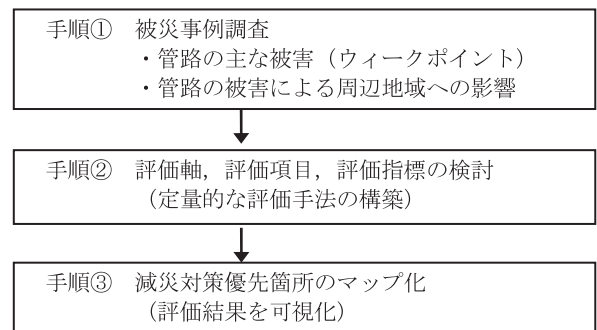 手順① 被災事例調査
・管路の主な被害（ウィークポイント）
・管路の被害による周辺地域への影響
手順② 評価軸，評価項目，評価指標の検討
（定量的な評価手法の構築）
手順③ 減災対策優先箇所のマップ化
（評価結果を可視化）